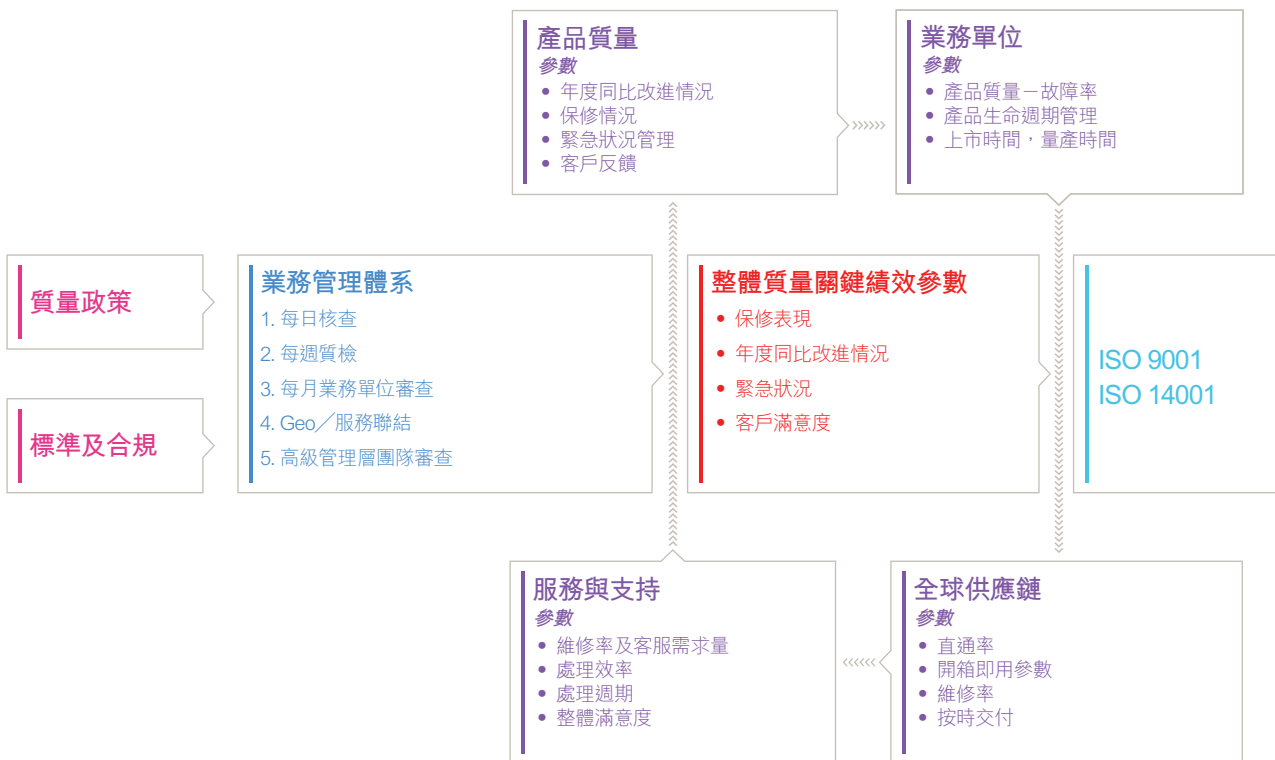 產品質量
參數
• 年度同比改進情況
• 保修情況
• 緊急狀況管理
• 客戶反饋
業務單位
參數
• 產品質量－故障率
• 產品生命週期管理
• 上市時間，量產時間
質量政策
標準及合規
業務管理體系
1. 每日核查
2. 每週質檢
3. 每月業務單位審查
4. Geo／服務聯結
5. 高級管理層團隊審查
整體質量關鍵績效參數
• 保修表現
• 年度同比改進情況
• 緊急狀況
• 客戶滿意度
ISO 9001
ISO 14001
服務與支持
參數
• 維修率及客服需求量
• 處理效率
• 處理週期
• 整體滿意度
全球供應鏈
參數
• 直通率
• 開箱即用參數
• 維修率
• 按時交付